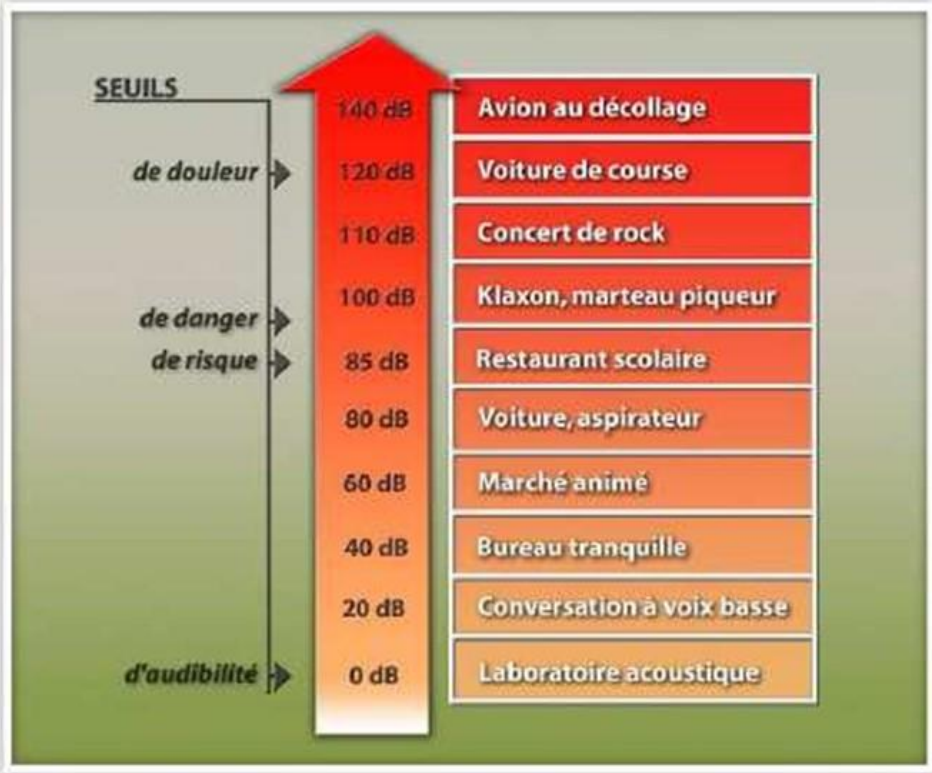 SEUILS
140 dB Avion au décollage
de douleur 120 dB Voiture de course
110 dB Concert de rock
100 dB Klaxon, marteau piqueur
de danger
de risque 85 dB Restaurant scolaire
80 dB Voiture, aspirateur
60 dB Marché animé
40 dB Bureau tranquille
20 dB Conversation à voix basse
d'audibilité 0 dB Laboratoire acoustique